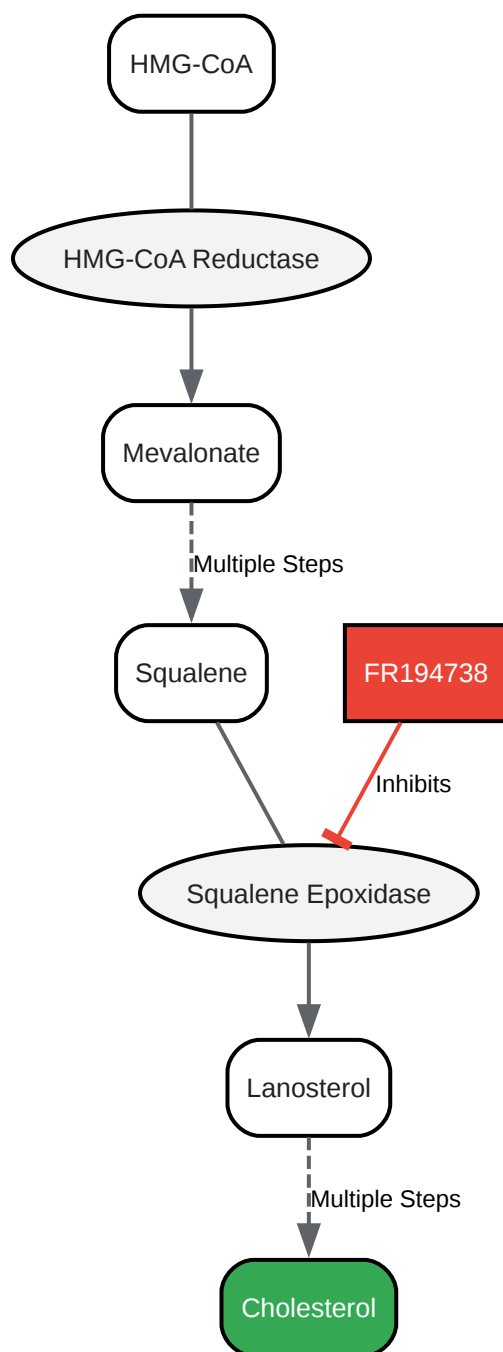 HMG-CoA
HMG-CoA Reductase
Mevalonate
Multiple Steps
Squalene
FR194738
Inhibits
Squalene Epoxidase
Lanosterol
Multiple Steps
Cholesterol